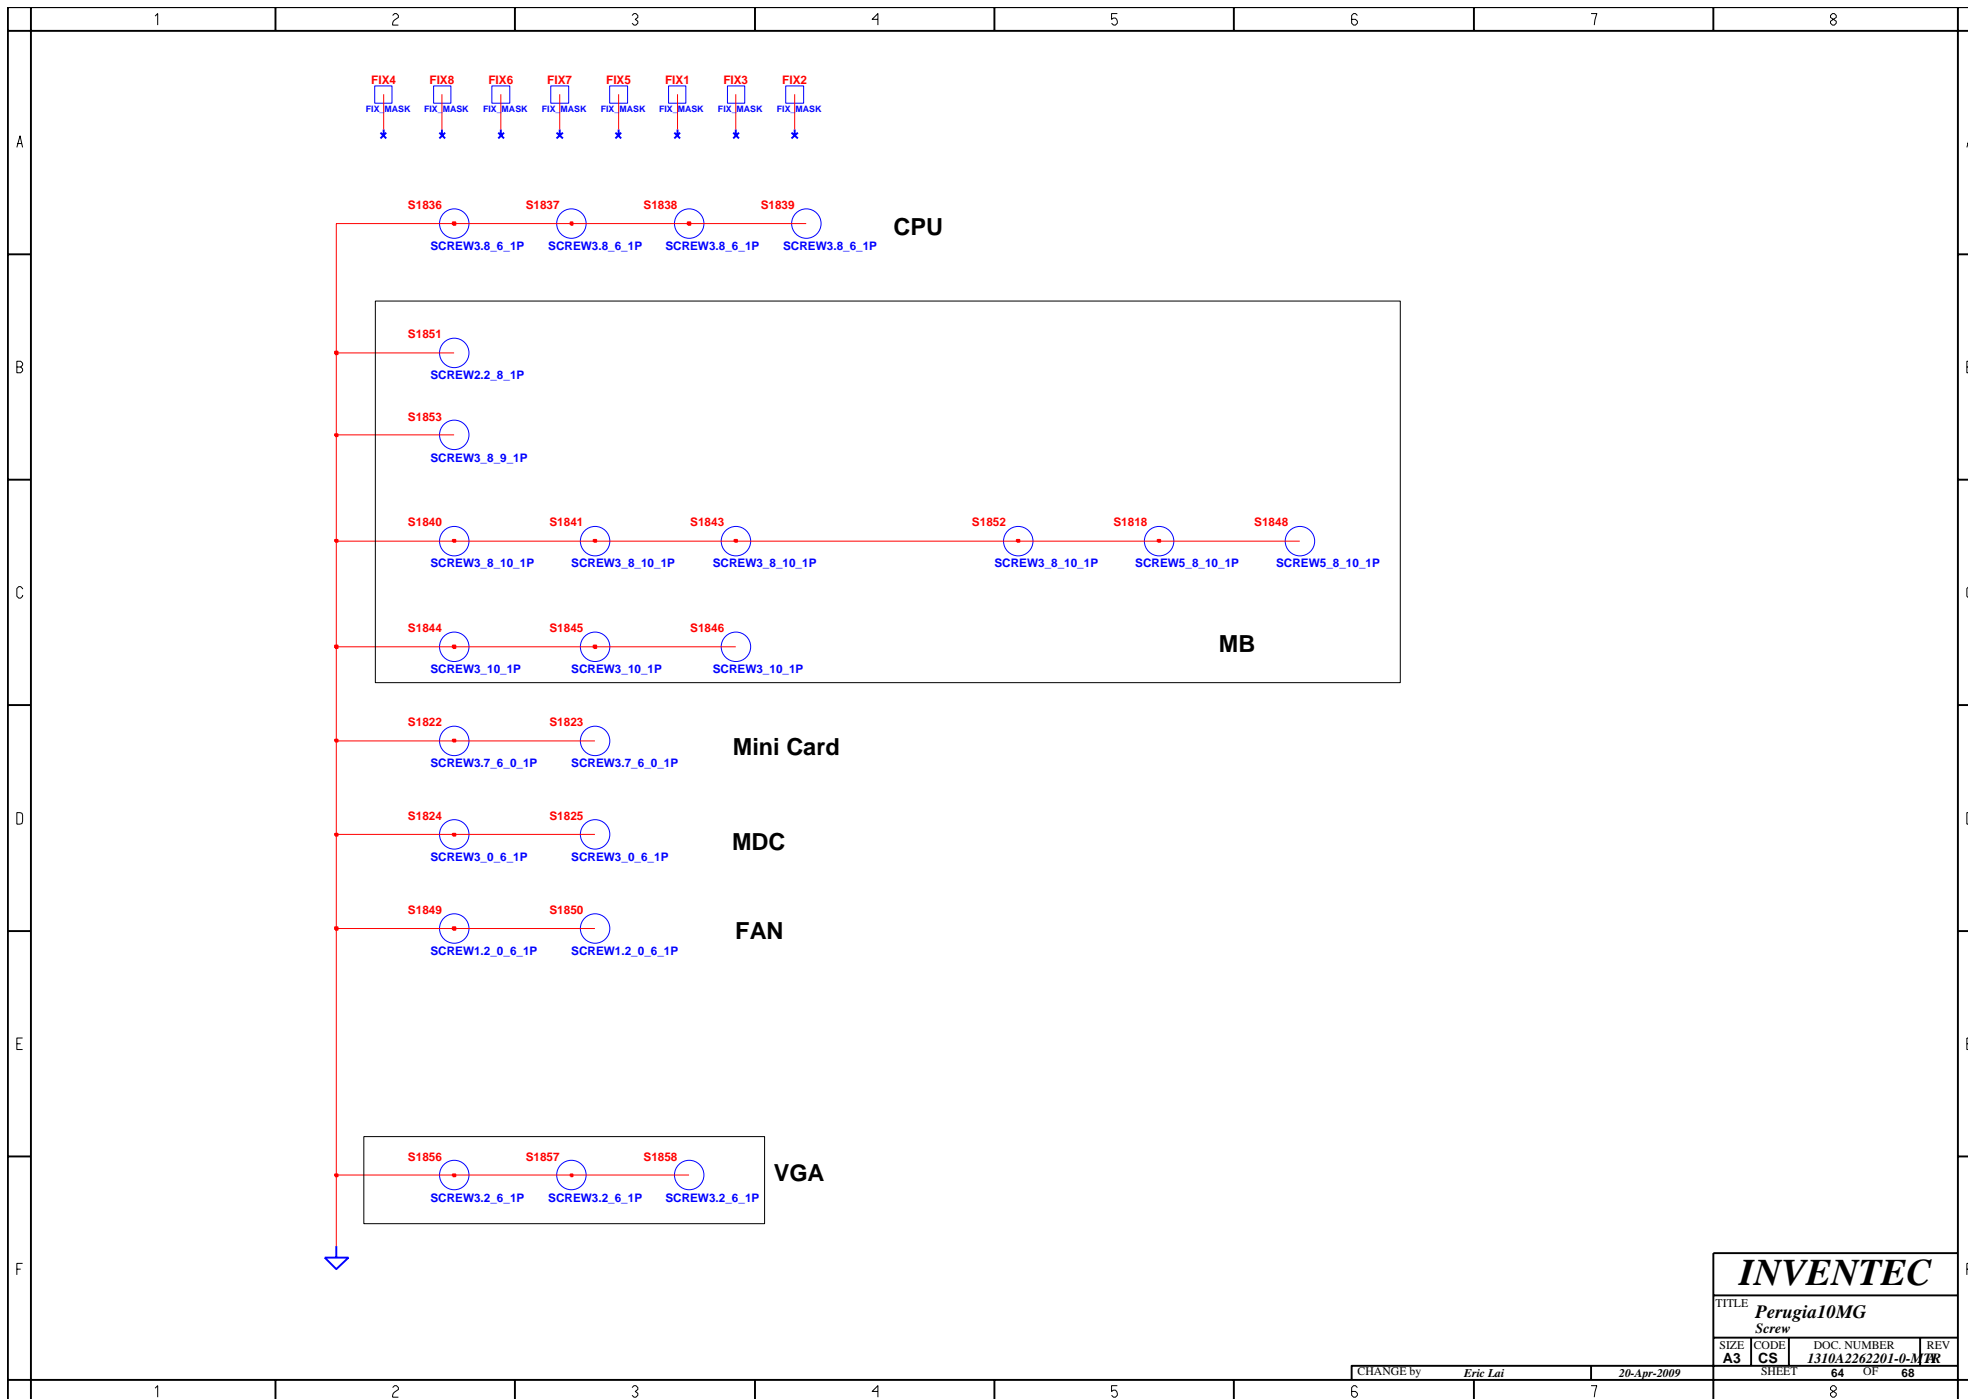 1 2 3 4 5 6 7 8
FIX4 FIX8 FIX6 FIX7 FIX5 FIX1 FIX3 FIX2
FIX_MASK FIX_MASK FIX_MASK FIX_MASK FIX_MASK FIX_MASK FIX_MASK FIX_MASK
A
S1836 S1837 S1838 S1839
CPU
SCREW3.8_6_1P SCREW3.8_6_1P SCREW3.8_6_1P SCREW3.8_6_1P
S1851
B
SCREW2.2_8_1P
S1853
SCREW3_8_9_1P
S1840 S1841 S1843 S1852 S1818 S1848
SCREW3_8_10_1P SCREW3_8_10_1P SCREW3_8_10_1P SCREW3_8_10_1P SCREW5_8_10_1P SCREW5_8_10_1P
C
S1844 S1845 S1846
MB
SCREW3_10_1P SCREW3_10_1P SCREW3_10_1P
S1822 S1823
Mini Card
SCREW3.7_6_0_1P SCREW3.7_6_0_1P
S1824 S1825
D
MDC
SCREW3_0_6_1P SCREW3_0_6_1P
S1849 S1850
FAN
SCREW1.2_0_6_1P SCREW1.2_0_6_1P
E
S1856 S1857 S1858
VGA
SCREW3.2_6_1P SCREW3.2_6_1P SCREW3.2_6_1P
F
INVENTEC
TITLE Perugia10MG
Screw
SIZE CODE DOC. NUMBER REV
A3 CS 1310A2262201-0-MTR
CHANGE by Eric Lai 20-Apr-2009 SHEET 64 OF 68
1 2 3 4 5 6 7 8